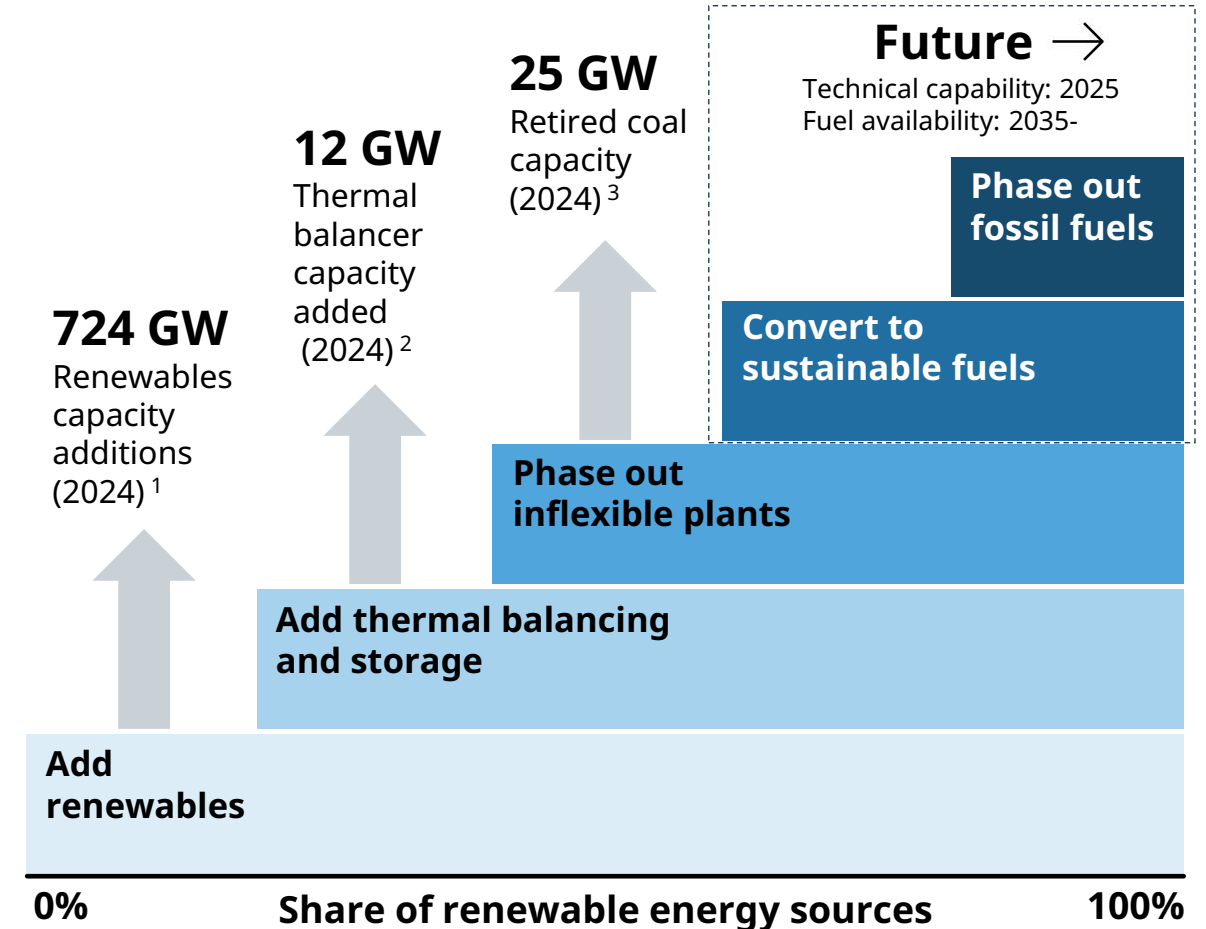 724 GW
Renewables
capacity
additions
(2024) 1
12 GW
Thermal
balancer
capacity
added
(2024) 2
25 GW
Retired coal
capacity
(2024) 3
Future →
Technical capability: 2025
Fuel availability: 2035-
Phase out
fossil fuels
Convert to
sustainable fuels
Phase out
inflexible plants
Add thermal balancing
and storage
Add
renewables
0% Share of renewable energy sources 100%